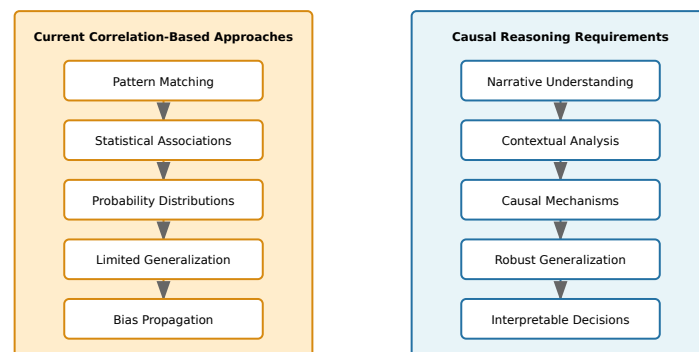 Current Correlation-Based Approaches
Pattern Matching
Statistical Associations
Probability Distributions
Limited Generalization
Bias Propagation
Causal Reasoning Requirements
Narrative Understanding
Contextual Analysis
Causal Mechanisms
Robust Generalization
Interpretable Decisions